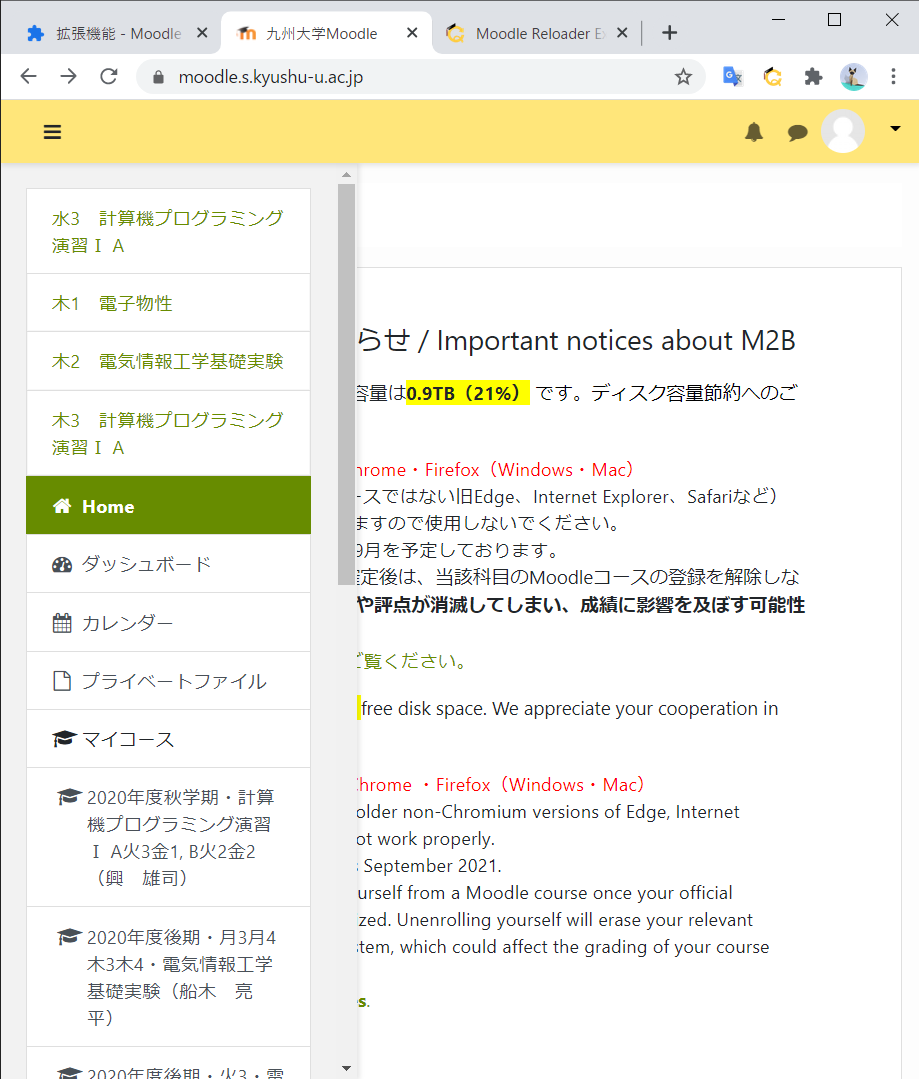 拡張機能 - Moodle
九州大学Moodle
Moodle Reloader Ex
moodle.s.kyushu-u.ac.jp
水3　計算機プログラミング
演習Ⅰ A
木1　電子物性
木2　電気情報工学基礎実験
木3　計算機プログラミング
演習Ⅰ A
Home
ダッシュボード
カレンダー
プライベートファイル
マイコース
2020年度秋学期・計算
機プログラミング演習
Ⅰ A火3金1, B火2金2
（興　雄司）
2020年度後期・月3月4
木3木4・電気情報工学
基礎実験（船木　亮
平）
2020年度後期・火3・電
らせ / Important notices about M2B
容量は0.9TB（21%） です。ディスク容量節約へのご
hrome・Firefox（Windows・Mac）
ースではない旧Edge、Internet Explorer、Safariなど）
ますので使用しないでください。
9月を予定しております。
定後は、当該科目のMoodleコースの登録を解除しな
や評点が消滅してしまい、成績に影響を及ぼす可能性
ご覧ください。
free disk space. We appreciate your cooperation in
Chrome ・Firefox（Windows・Mac）
older non-Chromium versions of Edge, Internet
ot work properly.
s September 2021.
urself from a Moodle course once your official
zed. Unenrolling yourself will erase your relevant
stem, which could affect the grading of your course
es.